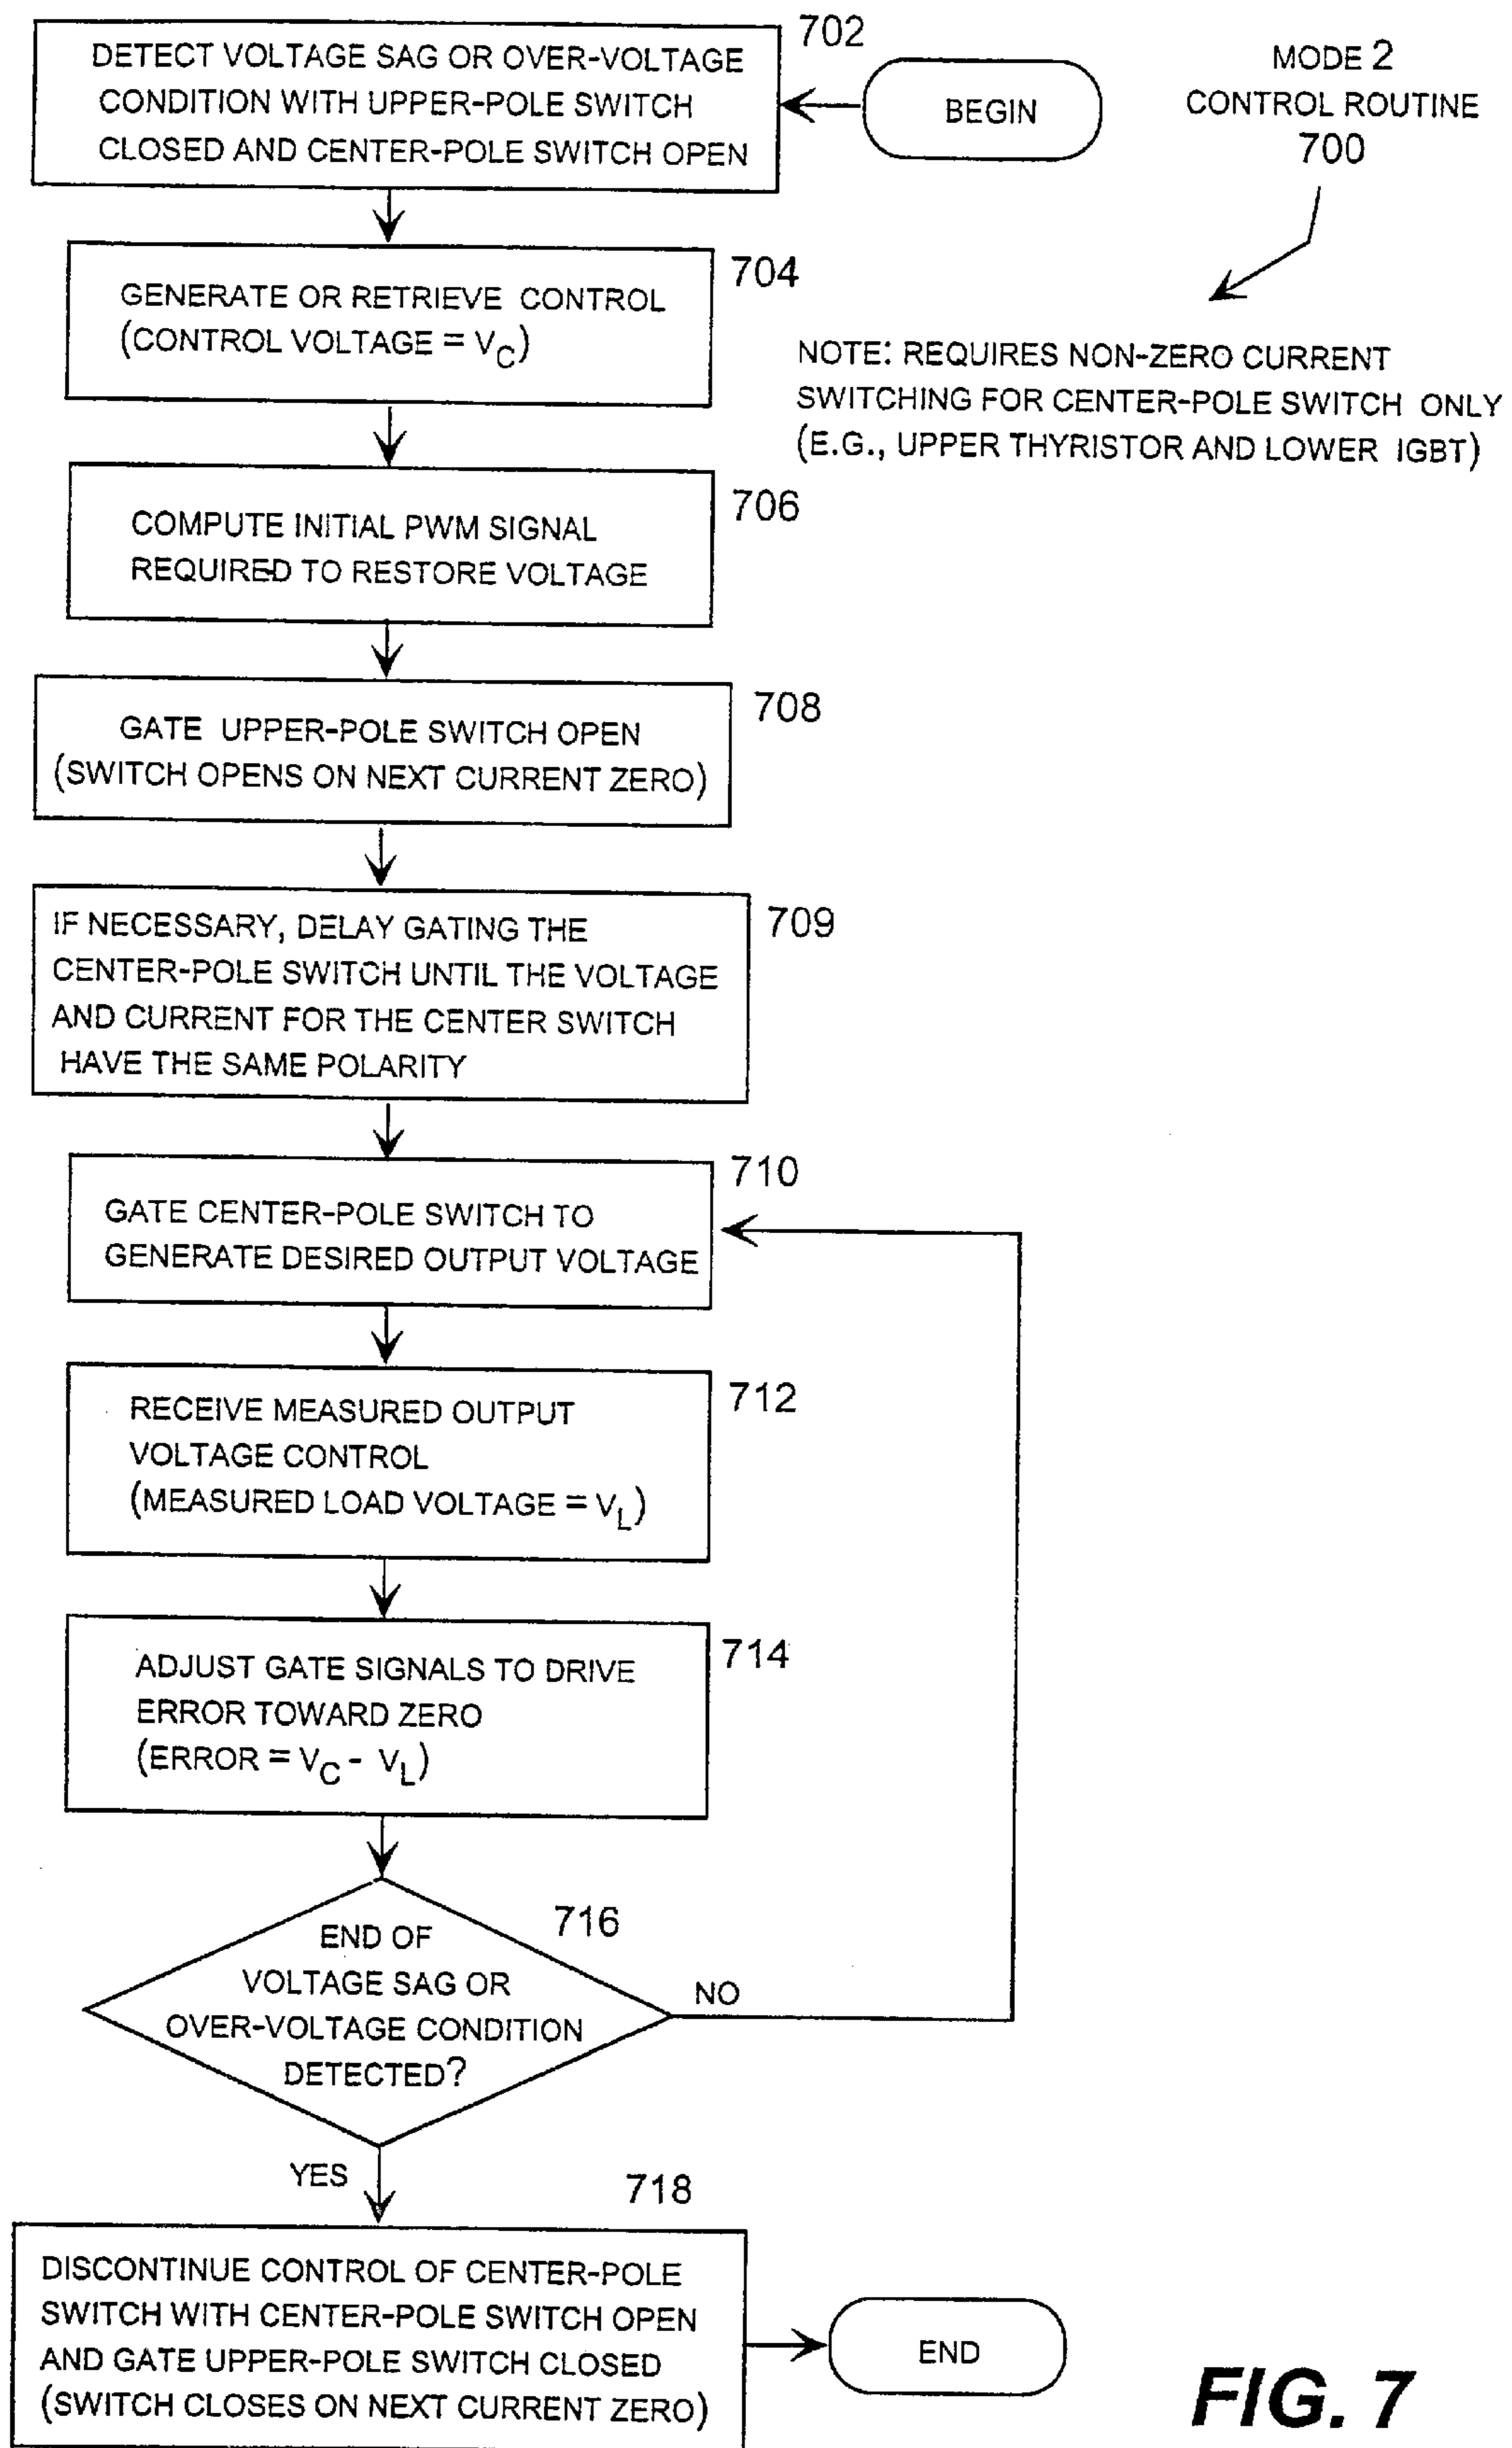 702
DETECT VOLTAGE SAG OR OVER-VOLTAGE
CONDITION WITH UPPER-POLE SWITCH
CLOSED AND CENTER-POLE SWITCH OPEN
BEGIN
MODE 2
CONTROL ROUTINE
700
704
GENERATE OR RETRIEVE CONTROL
(CONTROL VOLTAGE = VC)
NOTE: REQUIRES NON-ZERO CURRENT
SWITCHING FOR CENTER-POLE SWITCH ONLY
(E.G., UPPER THYRISTOR AND LOWER IGBT)
706
COMPUTE INITIAL PWM SIGNAL
REQUIRED TO RESTORE VOLTAGE
708
GATE UPPER-POLE SWITCH OPEN
(SWITCH OPENS ON NEXT CURRENT ZERO)
709
IF NECESSARY, DELAY GATING THE
CENTER-POLE SWITCH UNTIL THE VOLTAGE
AND CURRENT FOR THE CENTER SWITCH
HAVE THE SAME POLARITY
710
GATE CENTER-POLE SWITCH TO
GENERATE DESIRED OUTPUT VOLTAGE
712
RECEIVE MEASURED OUTPUT
VOLTAGE CONTROL
(MEASURED LOAD VOLTAGE = VL)
714
ADJUST GATE SIGNALS TO DRIVE
ERROR TOWARD ZERO
(ERROR = VC - VL)
716
END OF
VOLTAGE SAG OR
OVER-VOLTAGE CONDITION
DETECTED?
NO
YES
718
DISCONTINUE CONTROL OF CENTER-POLE
SWITCH WITH CENTER-POLE SWITCH OPEN
AND GATE UPPER-POLE SWITCH CLOSED
(SWITCH CLOSES ON NEXT CURRENT ZERO)
END
FIG. 7